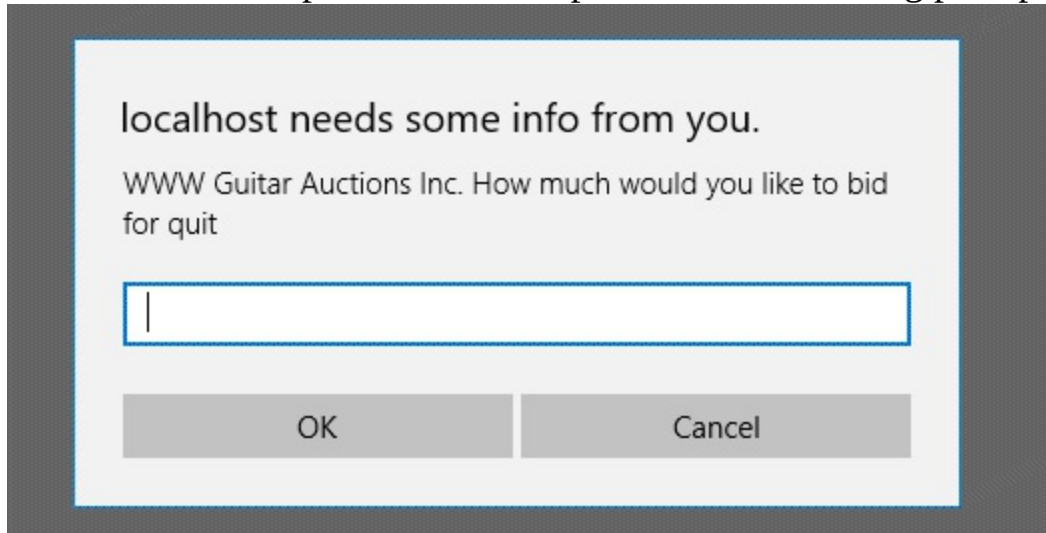 localhost needs some info from you.
WWW Guitar Auctions Inc. How much would you like to bid
for quit
OK
Cancel